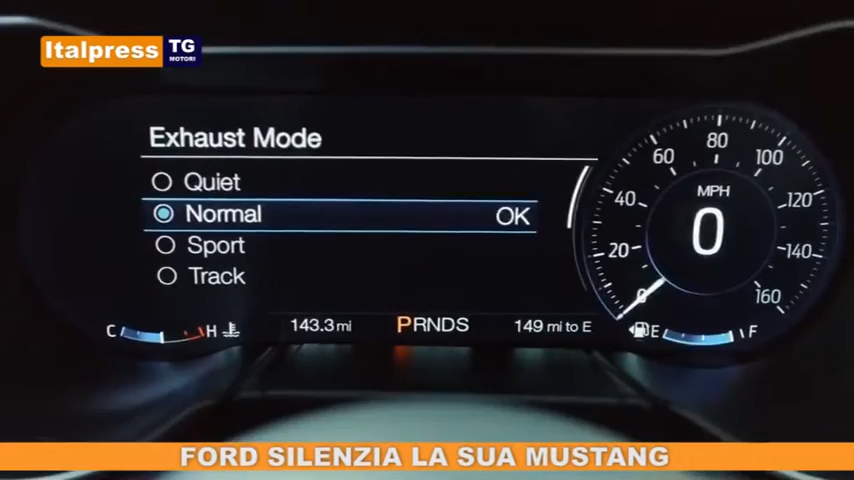 Italpress TG
MOTORI
Exhaust Mode
Quiet
Normal OK
Sport
Track
MPH
0
0 20 40 60 80 100 120 140 160
C H
143.3 mi PRNDS 149 mi to E
E F
FORD SILENZIA LA SUA MUSTANG